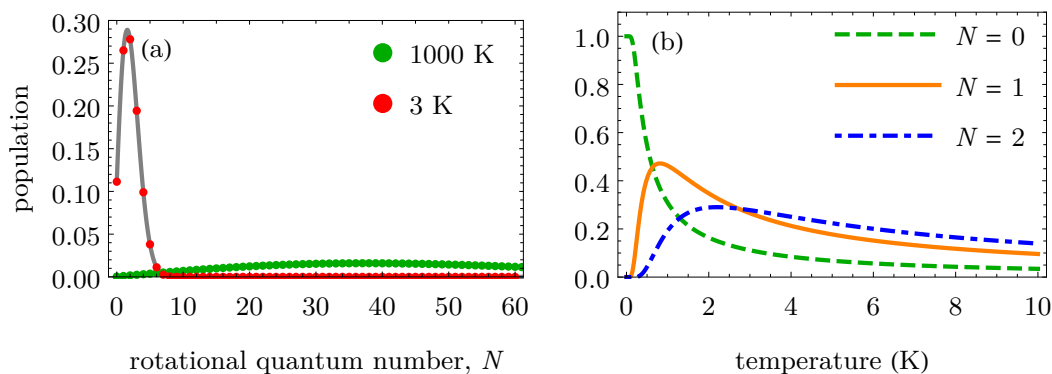 (a)
1000 K
3 K
0.30
0.25
0.20
0.15
0.10
0.05
0.00
population
0 10 20 30 40 50 60
rotational quantum number, N
(b)
N = 0
N = 1
N = 2
1.0
0.8
0.6
0.4
0.2
0.0
0 2 4 6 8 10
temperature (K)